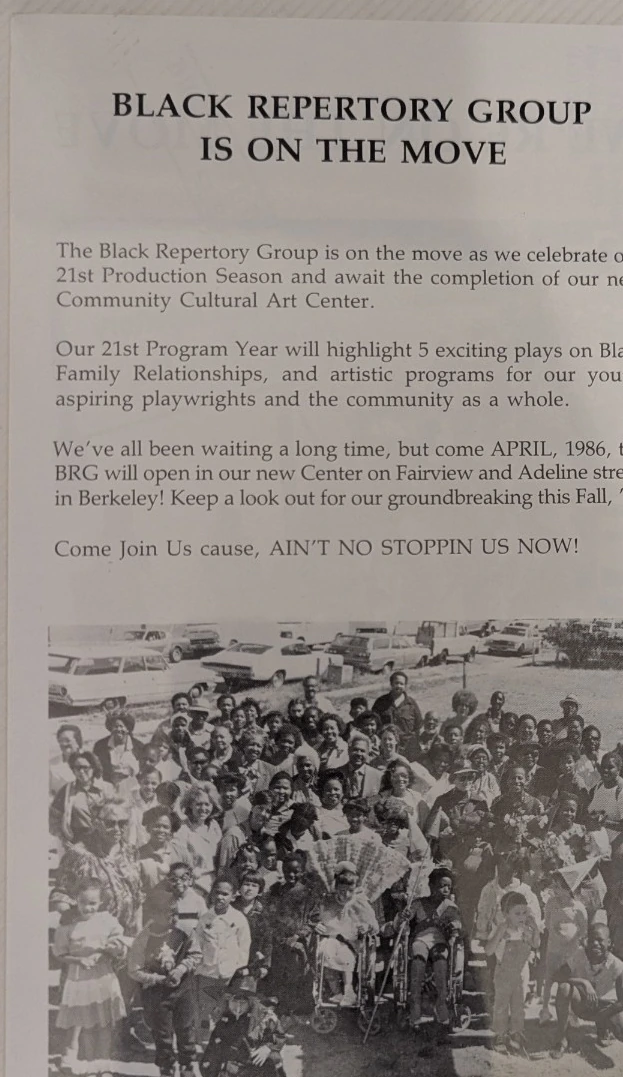 BLACK REPERTORY GROUP
IS ON THE MOVE
The Black Repertory Group is on the move as we celebrate
21st Production Season and await the completion of our
Community Cultural Art Center.
Our 21st Program Year will highlight 5 exciting plays on
Family Relationships, and artistic programs for our
aspiring playwrights and the community as a whole.
We've all been waiting a long time, but come APRIL, 1986,
BRG will open in our new Center on Fairview and Adeline
in Berkeley! Keep a look out for our groundbreaking this Fall,
Come Join Us cause, AIN'T NO STOPPIN US NOW!